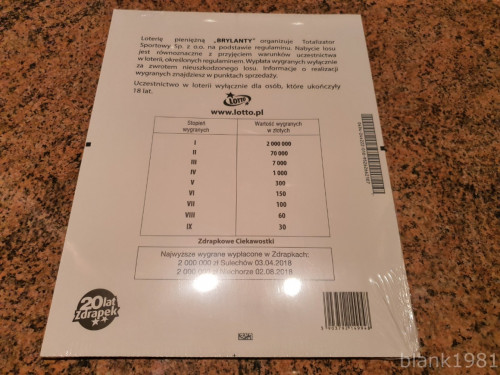 Loterię pieniężną „BRYLANTY" organizuje Totalizator
Sportowy Sp. z o.o. na podstawie regulaminu. Nabycie losu
jest równoznaczne z przyjęciem warunków uczestnictwa
w loterii, określonych regulaminem. Wypłata wygranych wyłącznie
za zwrotem nieuszkodzonego losu. Informacje o realizacji
wygranych znajdziesz w punktach sprzedaży.
Uczestnictwo w loterii wyłącznie dla osób, które ukończyły
18 lat.
LOTTO
www.lotto.pl
Stopień
wygranych
Wartość wygranych
w złotych
I 2 000 000
II 70 000
III 7 000
IV 1 000
V 300
VI 150
VII 100
VIII 60
IX 30
Zdrapkowe Ciekawostki
Najwyższe wygrane wypłacone w Zdrapkach:
2 000 000 zł Sulechów 03.04.2018
2 000 000 zł Niechorze 02.08.2018
20 lat
Zdrapek
blank1981